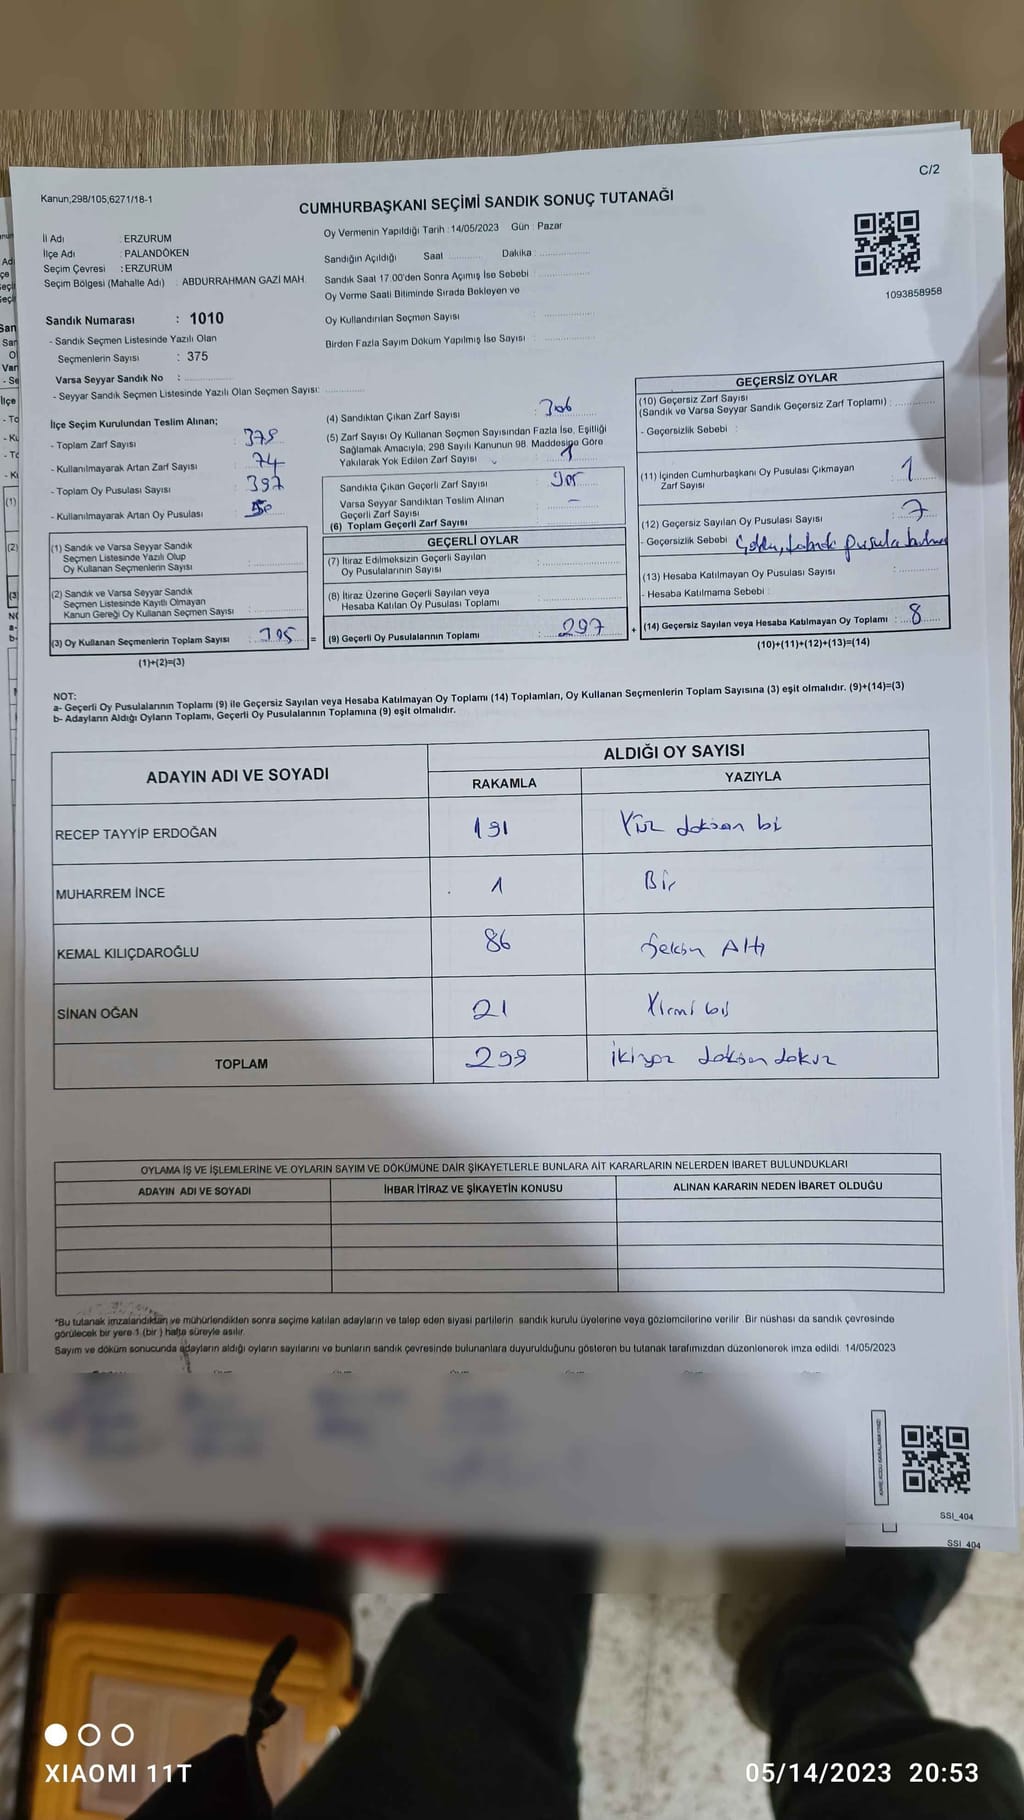 C/2
Kanun;298/105;6271/18-1
CUMHURBAŞKANI SEÇİMİ SANDIK SONUÇ TUTANAĞI
İl Adı : ERZURUM
İlçe Adı : PALANDÖKEN
Seçim Çevresi : ERZURUM
Seçim Bölgesi (Mahalle Adı) : ABDURRAHMAN GAZİ MAH.
Oy Vermenin Yapıldığı Tarih : 14/05/2023 Gün : Pazar
Sandığın Açıldığı Saat Dakika
Sandık Saat 17.00'den Sonra Açımış İse Sebebi
Oy Verme Saati Bitiminde Sırada Bekleyen ve
Oy Kullandırılan Seçmen Sayısı :
Birden Fazla Sayım Döküm Yapılmış İse Sayısı :
1093858958
Sandık Numarası : 1010
- Sandık Seçmen Listesinde Yazılı Olan
Seçmenlerin Sayısı : 375
Varsa Seyyar Sandık No :
- Seyyar Sandık Seçmen Listesinde Yazılı Olan Seçmen Sayısı:
İlçe Seçim Kurulundan Teslim Alınan;
- Toplam Zarf Sayısı :
- Kullanılmayarak Artan Zarf Sayısı : 74
- Toplam Oy Pusulası Sayısı : 397
- Kullanılmayarak Artan Oy Pusulası :
(1) Sandık ve Varsa Seyyar Sandık
Seçmen Listesinde Yazılı Olup
Oy Kullanan Seçmenlerin Sayısı
(2) Sandık ve Varsa Seyyar Sandık
Seçmen Listesinde Kayıtlı Olmayan
Kanun Gereği Oy Kullanan Seçmen Sayısı
(3) Oy Kullanan Seçmenlerin Toplam Sayısı :
(1)+(2)=(3)
(4) Sandıktan Çıkan Zarf Sayısı : 306
(5) Zarf Sayısı Oy Kullanan Seçmen Sayısından Fazla İse, Eşitliği
Sağlamak Amacıyla, 298 Sayılı Kanunun 98. Maddesine Göre
Yakılarak Yok Edilen Zarf Sayısı : 1
Sandıkta Çıkan Geçerli Zarf Sayısı :
Varsa Seyyar Sandıktan Teslim Alınan
Geçerli Zarf Sayısı : -
(6) Toplam Geçerli Zarf Sayısı :
GEÇERLİ OYLAR
(7) İtiraz Edilmeksizin Geçerli Sayılan
Oy Pusulalarının Sayısı
(8) İtiraz Üzerine Geçerli Sayılan veya
Hesaba Katılan Oy Pusulası Toplamı
= (9) Geçerli Oy Pusulalarının Toplamı : 297
GEÇERSİZ OYLAR
(10) Geçersiz Zarf Sayısı
(Sandık ve Varsa Seyyar Sandık Geçersiz Zarf Toplamı) :
- Geçersizlik Sebebi :
(11) İçinden Cumhurbaşkanı Oy Pusulası Çıkmayan
Zarf Sayısı : 1
(12) Geçersiz Sayılan Oy Pusulası Sayısı : 7
- Geçersizlik Sebebi pusula
(13) Hesaba Katılmayan Oy Pusulası Sayısı :
- Hesaba Katılmama Sebebi :
+ (14) Geçersiz Sayılan veya Hesaba Katılmayan Oy Toplamı : 8
(10)+(11)+(12)+(13)=(14)
NOT:
a- Geçerli Oy Pusulalarının Toplamı (9) ile Geçersiz Sayılan veya Hesaba Katılmayan Oy Toplamı (14) Toplamları, Oy Kullanan Seçmenlerin Toplam Sayısına (3) eşit olmalıdır. (9)+(14)=(3)
b- Adayların Aldığı Oyların Toplamı, Geçerli Oy Pusulalarının Toplamına (9) eşit olmalıdır.
ADAYIN ADI VE SOYADI ALDIĞI OY SAYISI
RAKAMLA YAZIYLA
RECEP TAYYİP ERDOĞAN 191 Yüz doksan bi
MUHARREM İNCE 1 Bir
KEMAL KILIÇDAROĞLU 86 Seksen Altı
SİNAN OĞAN 21 Yirmi bir
TOPLAM 299 ikiyüz doksan dokuz
OYLAMA İŞ VE İŞLEMLERİNE VE OYLARIN SAYIM VE DÖKÜMÜNE DAİR ŞİKAYETLERLE BUNLARA AİT KARARLARIN NELERDEN İBARET BULUNDUKLARI
ADAYIN ADI VE SOYADI İHBAR İTİRAZ VE ŞİKAYETİN KONUSU ALINAN KARARIN NEDEN İBARET OLDUĞU
*Bu tutanak imzalandıktan ve mühürlendikten sonra seçime katılan adayların ve talep eden siyasi partilerin sandık kurulu üyelerine veya gözlemcilerine verilir. Bir nüshası da sandık çevresinde
görülecek bir yere 1 (bir ) hafta süreyle asılır.
Sayım ve döküm sonucunda adayların aldığı oyların sayılarını ve bunların sandık çevresinde bulunanlara duyurulduğunu gösteren bu tutanak tarafımızdan düzenlenerek imza edildi. 14/05/2023
SSI_404
SSI_404
XIAOMI 11T
05/14/2023 20:53